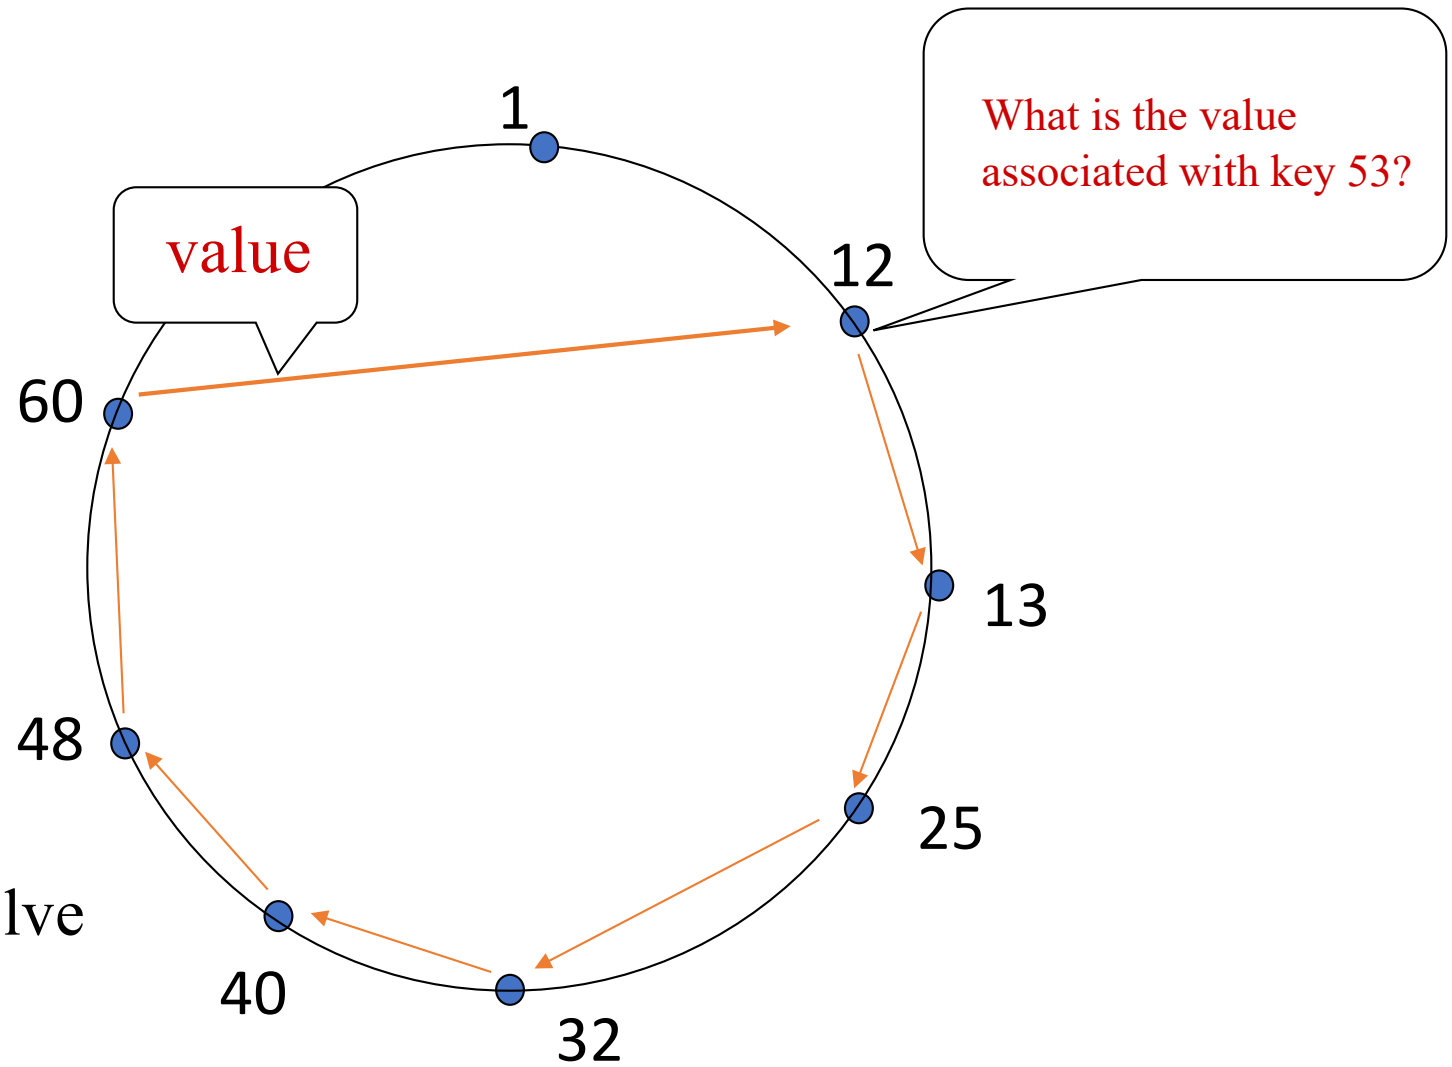 1
What is the value
associated with key 53?
value
12
60
13
48
25
lve
40
32